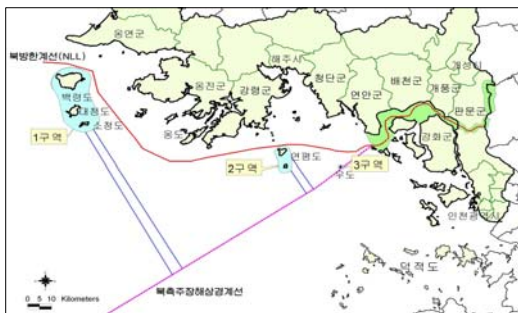 옹연군
북방한계선(NLL)
해주시
개성시
백령도
옹진군
강령군
청단군
연안군
배천군
개풍군
판문군
대청도
소청도
1구역
옹도
강화군
연평도
2구역
우도
3구역
인천광역시
덕적도
북측주장해상경계선
0 5 10 Kilometers